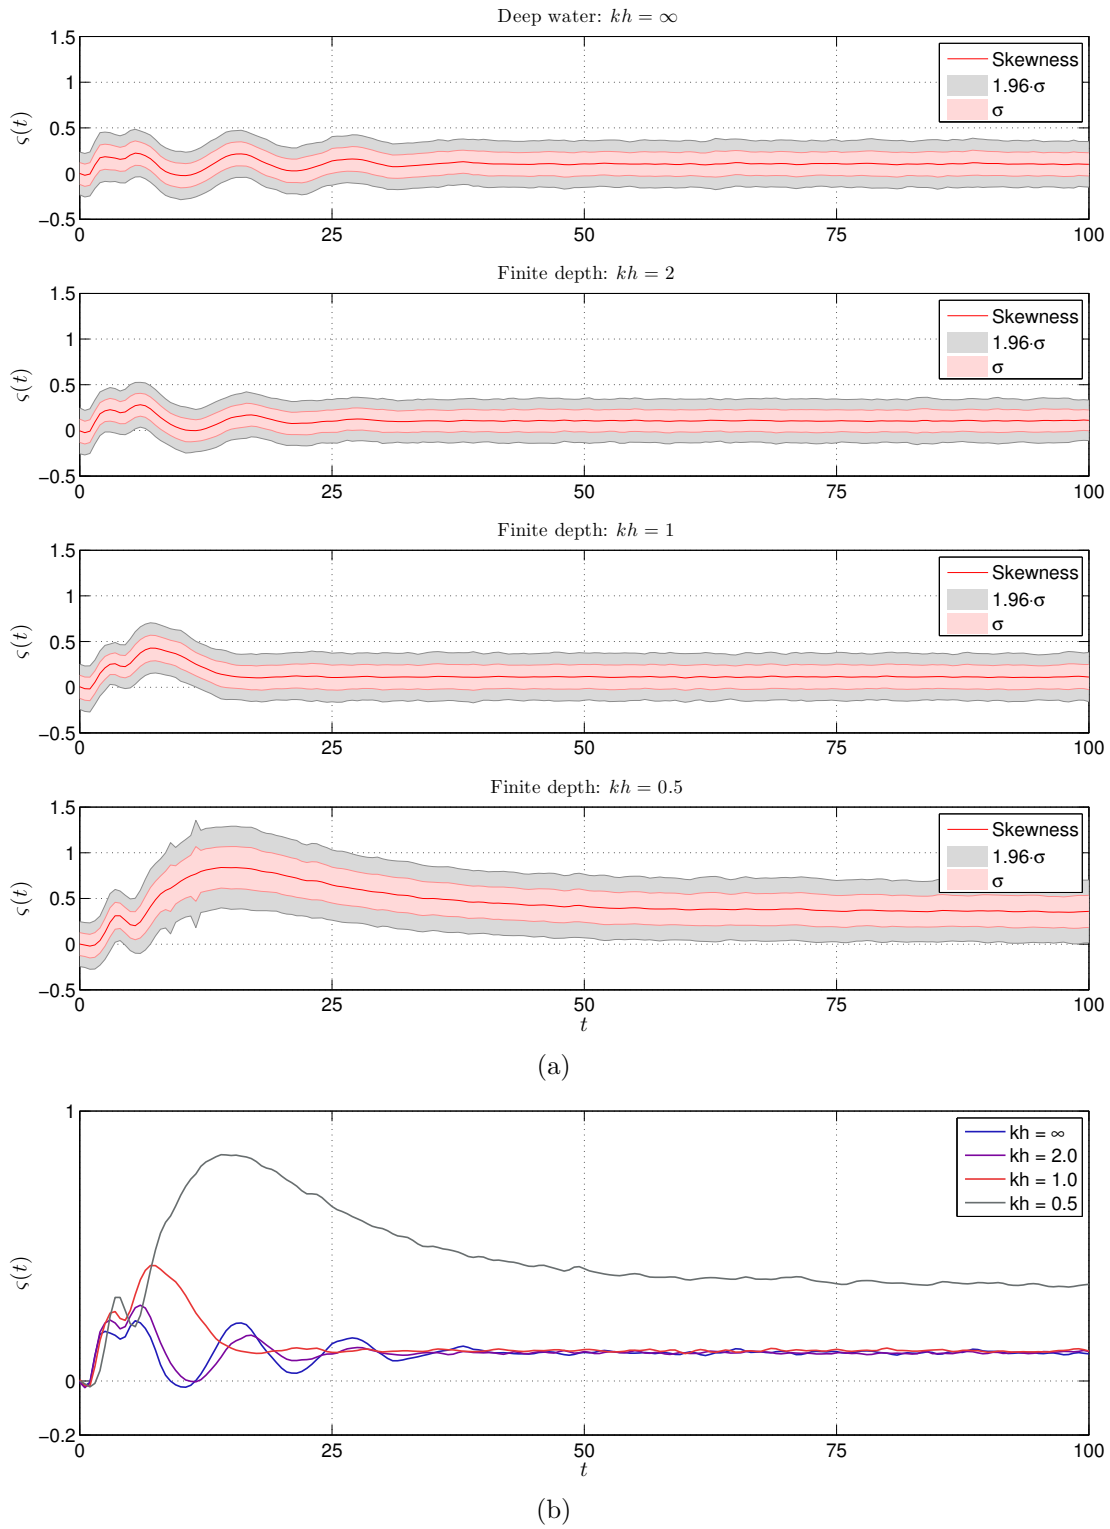 Deep water: kh = ∞
1.5
1
0.5
0
−0.5
ς(t)
Skewness
1.96·σ
σ
0 25 50 75 100
Finite depth: kh = 2
1.5
1
0.5
0
−0.5
ς(t)
Skewness
1.96·σ
σ
0 25 50 75 100
Finite depth: kh = 1
1.5
1
0.5
0
−0.5
ς(t)
Skewness
1.96·σ
σ
0 25 50 75 100
Finite depth: kh = 0.5
1.5
1
0.5
0
−0.5
ς(t)
Skewness
1.96·σ
σ
0 25 50 75 100
t
(a)
1
0
−0.2
ς(t)
kh = ∞
kh = 2.0
kh = 1.0
kh = 0.5
0 25 50 75 100
t
(b)